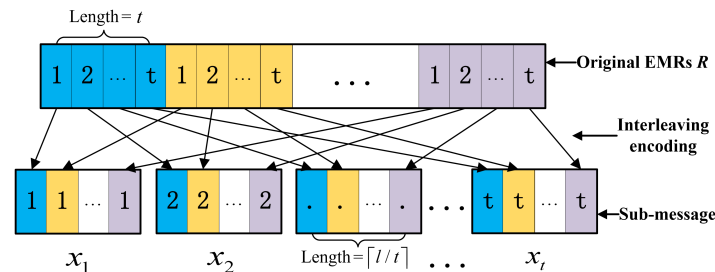 Length = t
1 2 ... t 1 2 ... t ... 1 2 ... t
Original EMRs R
Interleaving
encoding
1 1 ... 1 2 2 ... 2 . . ... . ... t t ... t
Sub-message
Length = ⌈l / t⌉
x₁ x₂ ... xₜ